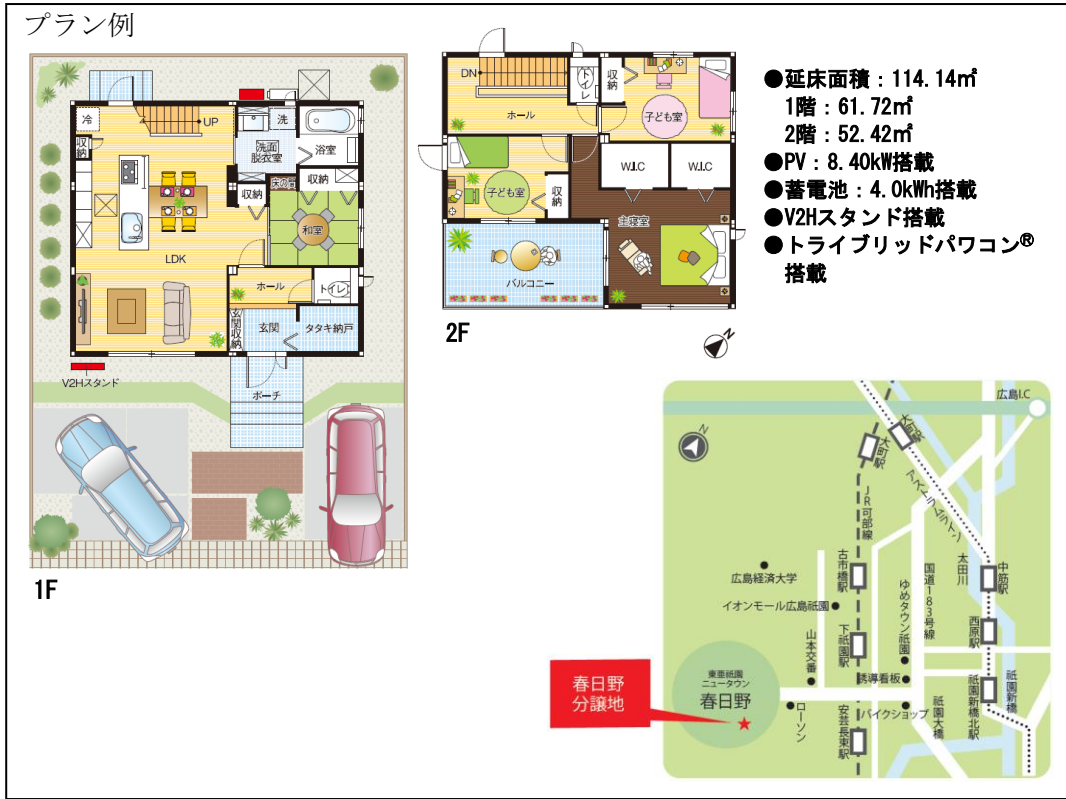 プラン例
DN
トイレ
収納
ホール
子ども室
子ども室
収納
W.I.C
W.I.C
主寝室
バルコニー
2F
N
●延床面積：114.14㎡
1階：61.72㎡
2階：52.42㎡
●PV：8.40kW搭載
●蓄電池：4.0kWh搭載
●V2Hスタンド搭載
●トライブリッドパワコン®
搭載
冷
収納
UP
洗
洗面
脱衣室
浴室
収納
床の間
収納
和室
LDK
ホール
トイレ
玄関収納
玄関
タタキ納戸
V2Hスタンド
ポーチ
1F
広島I.C
N
大町駅
大町駅
アストラムライン
JR可部線
古市橋駅
広島経済大学
イオンモール広島祇園
下祇園駅
山本交番
ゆめタウン祇園
国道183号線
太田川
中筋駅
西原駅
祇園新橋北駅
祇園新橋
誘導看板
東亜祇園
ニュータウン
春日野
春日野
分譲地
ローソン
バイクショップ
祇園大橋
安芸長束駅